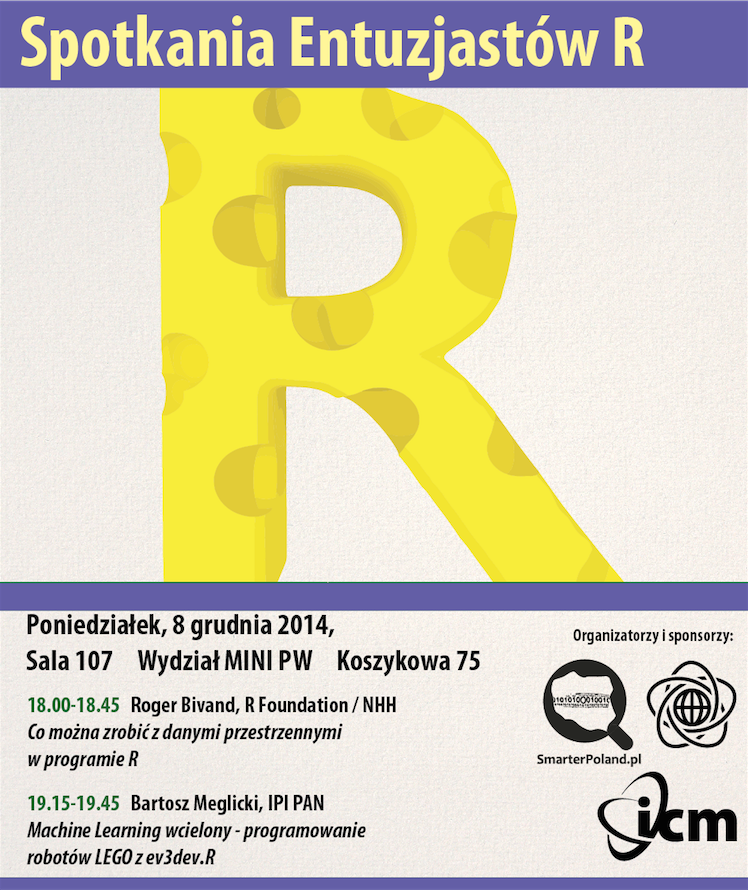 Spotkania Entuzjastów R
R
Poniedziałek, 8 grudnia 2014,
Sala 107 Wydział MINI PW Koszykowa 75
18.00-18.45 Roger Bivand, R Foundation / NHH
Co można zrobić z danymi przestrzennymi
w programie R
19.15-19.45 Bartosz Meglicki, IPI PAN
Machine Learning wcielony - programowanie
robotów LEGO z ev3dev.R
Organizatorzy i sponsorzy:
SmarterPoland.pl
icm